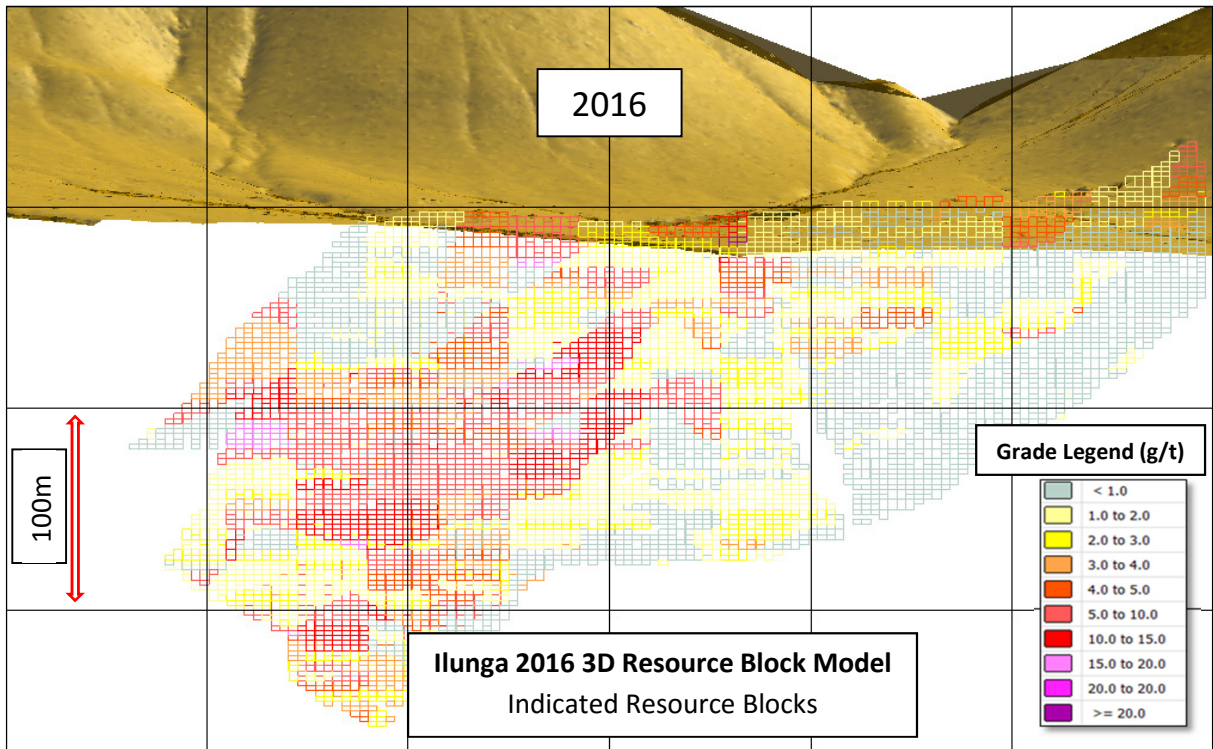 2016
100m
Grade Legend (g/t)
< 1.0
1.0 to 2.0
2.0 to 3.0
3.0 to 4.0
4.0 to 5.0
5.0 to 10.0
10.0 to 15.0
15.0 to 20.0
20.0 to 20.0
>= 20.0
Ilunga 2016 3D Resource Block Model
Indicated Resource Blocks